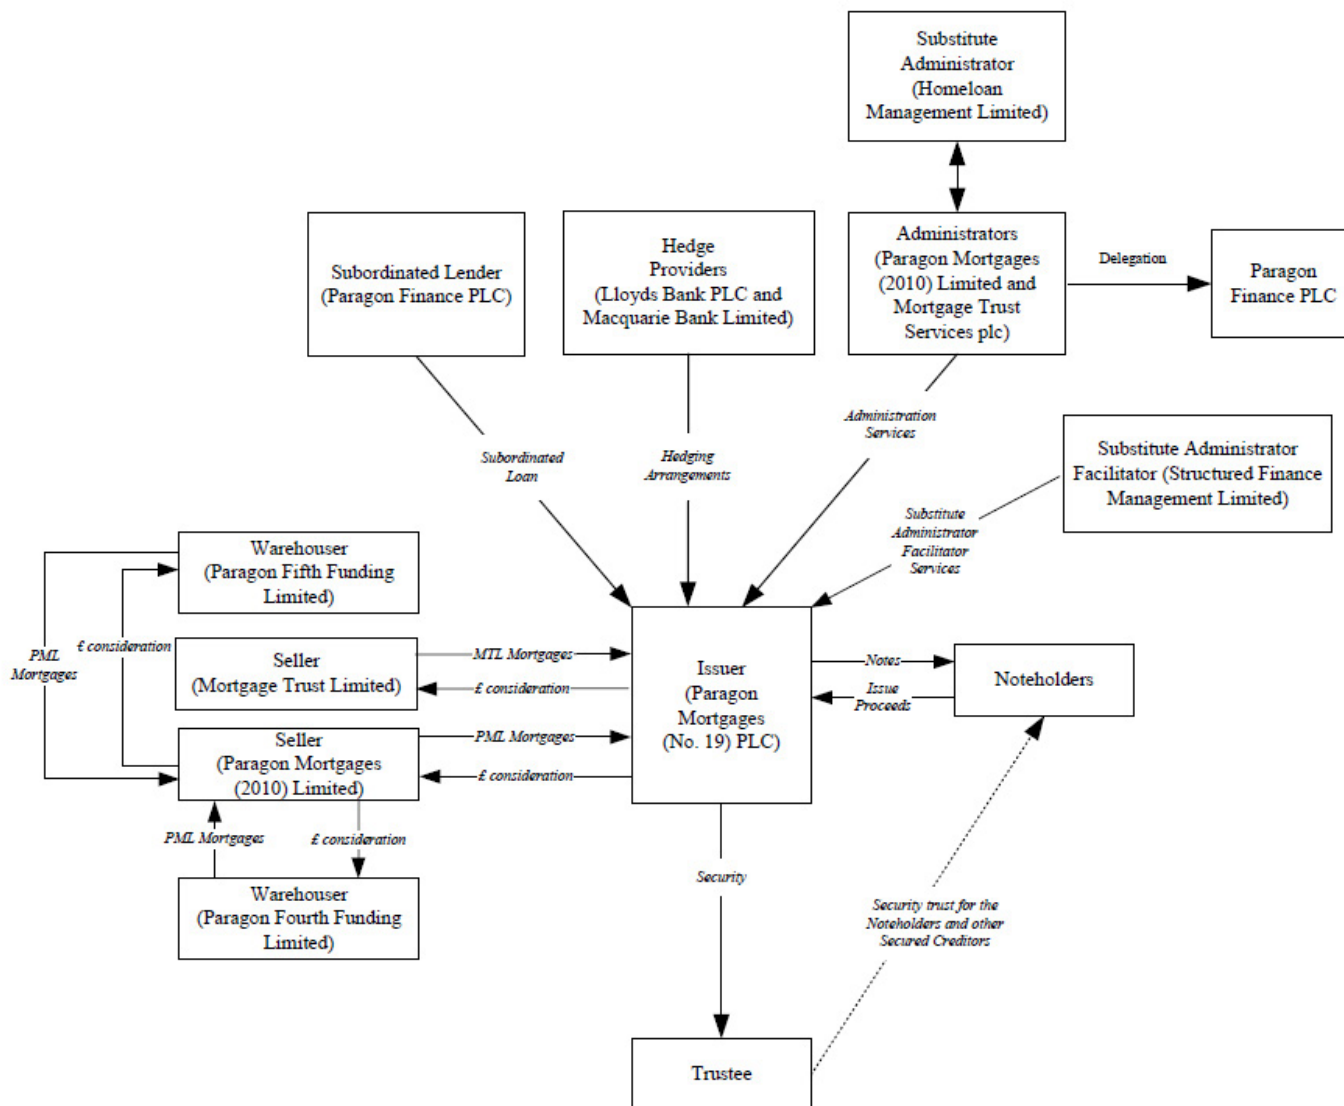 Substitute
Administrator
(Homeloan
Management Limited)
Subordinated Lender
(Paragon Finance PLC)
Hedge
Providers
(Lloyds Bank PLC and
Macquarie Bank Limited)
Administrators
(Paragon Mortgages
(2010) Limited and
Mortgage Trust
Services plc)
Delegation
Paragon
Finance PLC
Subordinated
Loan
Hedging
Arrangements
Administration
Services
Substitute Administrator
Facilitator (Structured Finance
Management Limited)
Substitute
Administrator
Facilitator
Services
Warehouser
(Paragon Fifth Funding
Limited)
PML
Mortgages
£ consideration
Seller
(Mortgage Trust Limited)
MTL Mortgages
£ consideration
Seller
(Paragon Mortgages
(2010) Limited)
PML Mortgages
£ consideration
Issuer
(Paragon
Mortgages
(No. 19) PLC)
Notes
Issue
Proceeds
Noteholders
PML Mortgages
£ consideration
Warehouser
(Paragon Fourth Funding
Limited)
Security
Security trust for the
Noteholders and other
Secured Creditors
Trustee